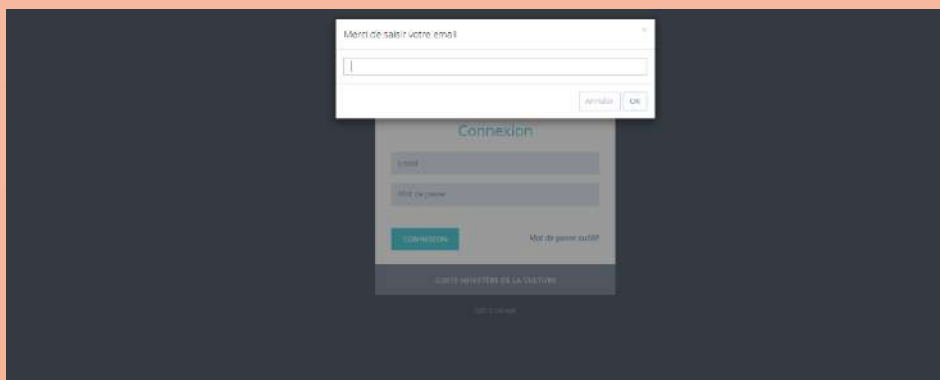 Merci de saisir votre email
Annuler OK
Connexion
Email
Mot de passe
CONNEXION Mot de passe oublié?
MINISTÈRE DE LA CULTURE